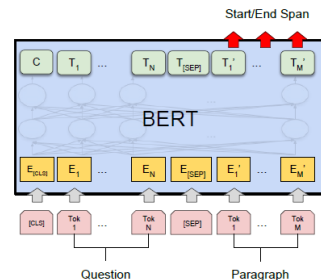 Start/End Span
C T1 ... TN T[SEP] T1' ... TM'
BERT
E[CLS] E1 ... EN E[SEP] E1' ... EM'
[CLS] Tok 1 ... Tok N [SEP] Tok 1 ... Tok M
Question Paragraph